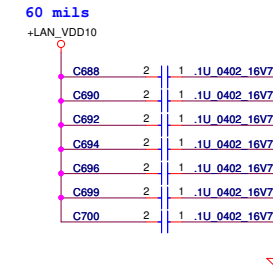 60 mils
+LAN_VDD10
C688 2 1 .1U_0402_16V7
C690 2 1 .1U_0402_16V7
C692 2 1 .1U_0402_16V7
C694 2 1 .1U_0402_16V7
C696 2 1 .1U_0402_16V7
C699 2 1 .1U_0402_16V7
C700 2 1 .1U_0402_16V7